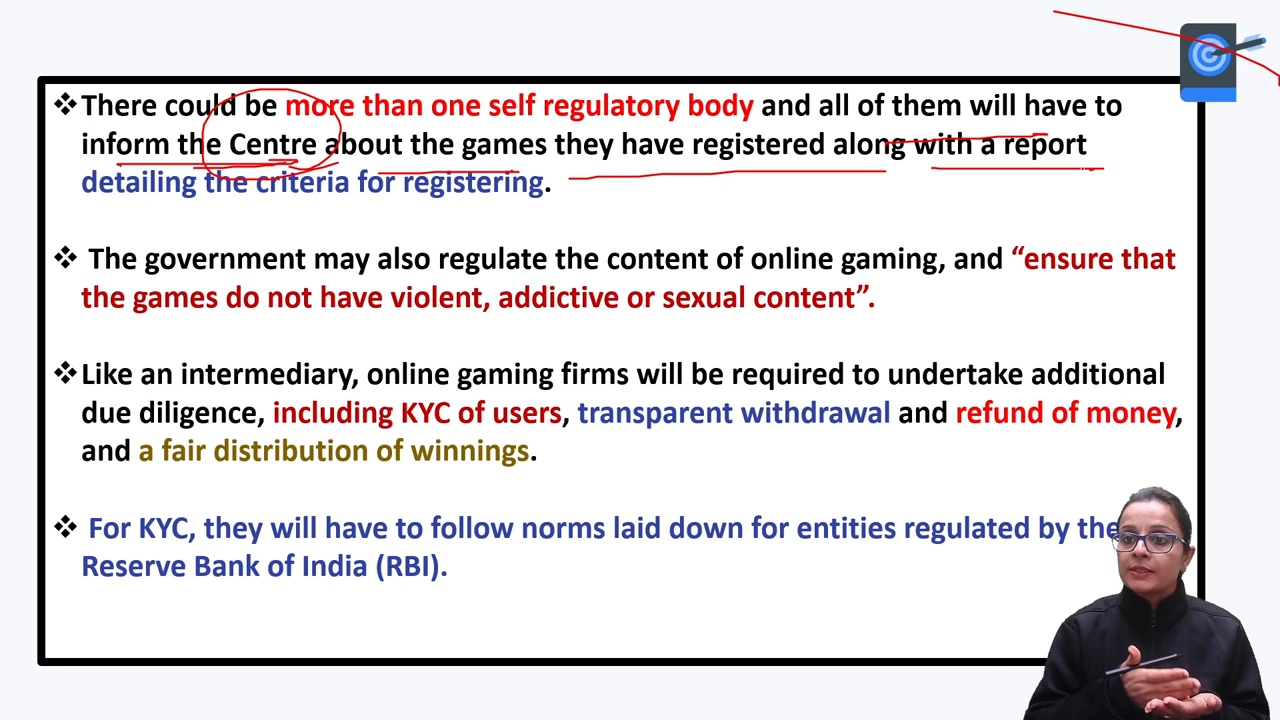 ❖There could be more than one self regulatory body and all of them will have to
inform the Centre about the games they have registered along with a report
detailing the criteria for registering.
❖ The government may also regulate the content of online gaming, and “ensure that
the games do not have violent, addictive or sexual content”.
❖Like an intermediary, online gaming firms will be required to undertake additional
due diligence, including KYC of users, transparent withdrawal and refund of money,
and a fair distribution of winnings.
❖ For KYC, they will have to follow norms laid down for entities regulated by the
Reserve Bank of India (RBI).